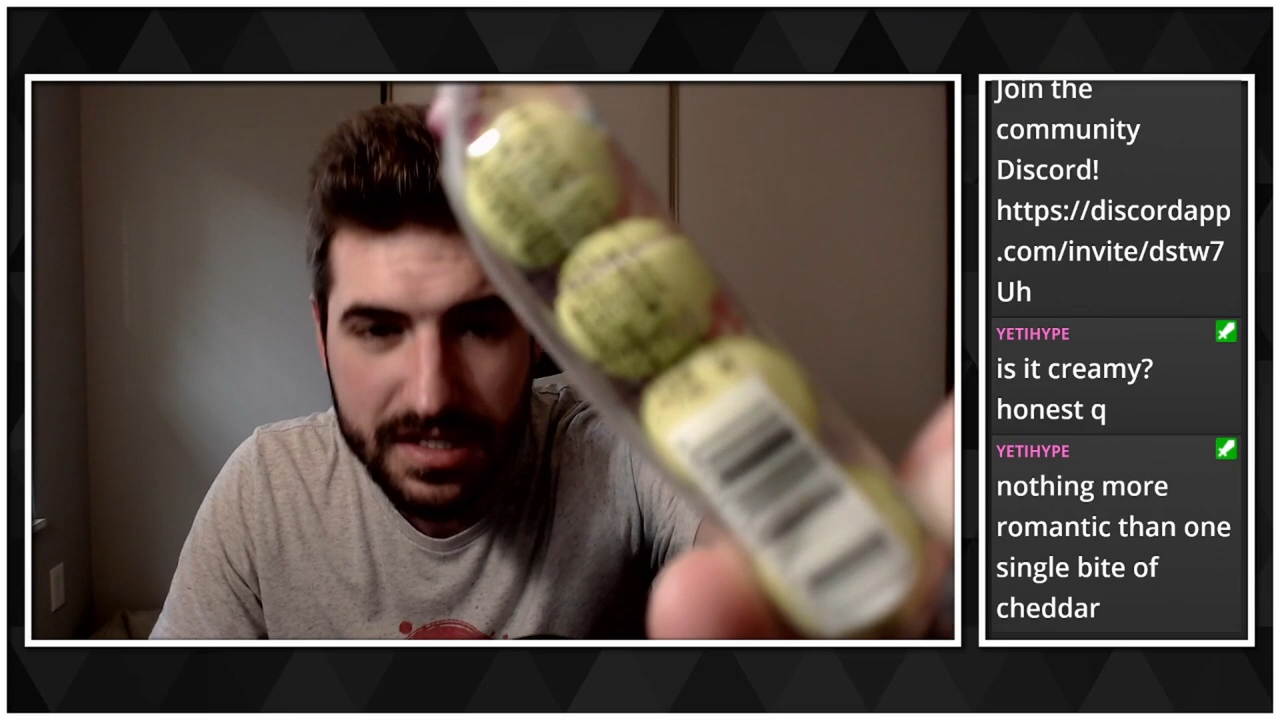 Join the
community
Discord!
https://discordapp
.com/invite/dstw7
Uh
YETIHYPE
is it creamy?
honest q
YETIHYPE
nothing more
romantic than one
single bite of
cheddar